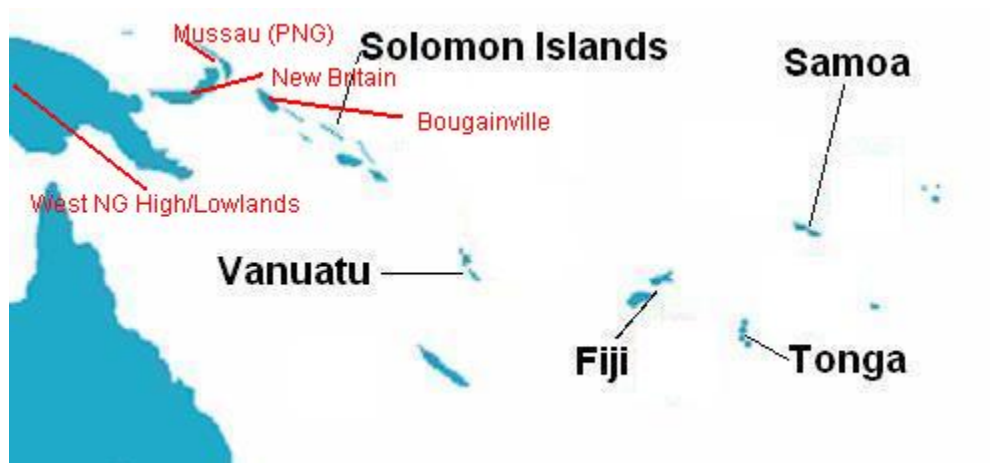 Mussau (PNG)
Solomon Islands
New Britain
Samoa
Bougainville
West NG High/Lowlands
Vanuatu
Fiji
Tonga